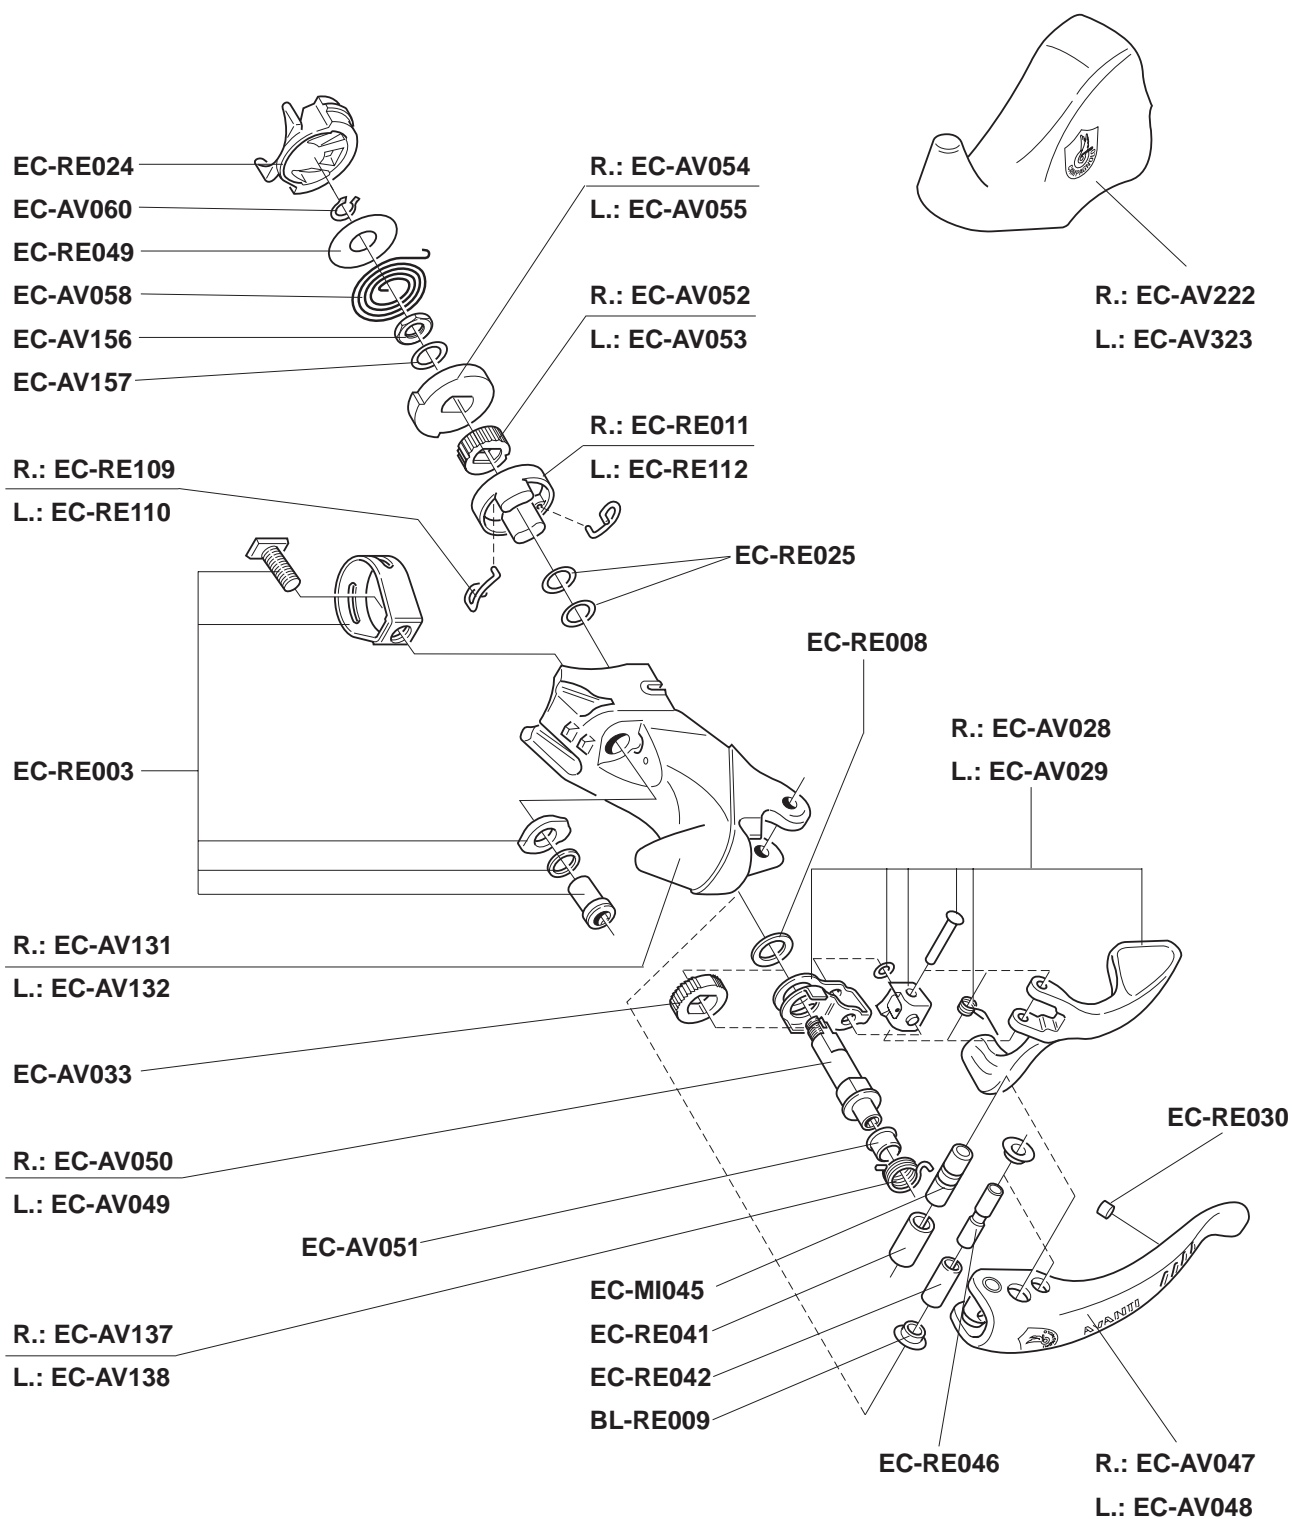 EC-RE024
EC-AV060
EC-RE049
EC-AV058
EC-AV156
EC-AV157
R.: EC-AV054
L.: EC-AV055
R.: EC-AV052
L.: EC-AV053
R.: EC-AV222
L.: EC-AV323
R.: EC-RE011
L.: EC-RE112
R.: EC-RE109
L.: EC-RE110
EC-RE025
EC-RE008
R.: EC-AV028
L.: EC-AV029
EC-RE003
R.: EC-AV131
L.: EC-AV132
EC-AV033
EC-RE030
R.: EC-AV050
L.: EC-AV049
EC-AV051
EC-MI045
EC-RE041
EC-RE042
BL-RE009
AVANTI
R.: EC-AV137
L.: EC-AV138
EC-RE046
R.: EC-AV047
L.: EC-AV048